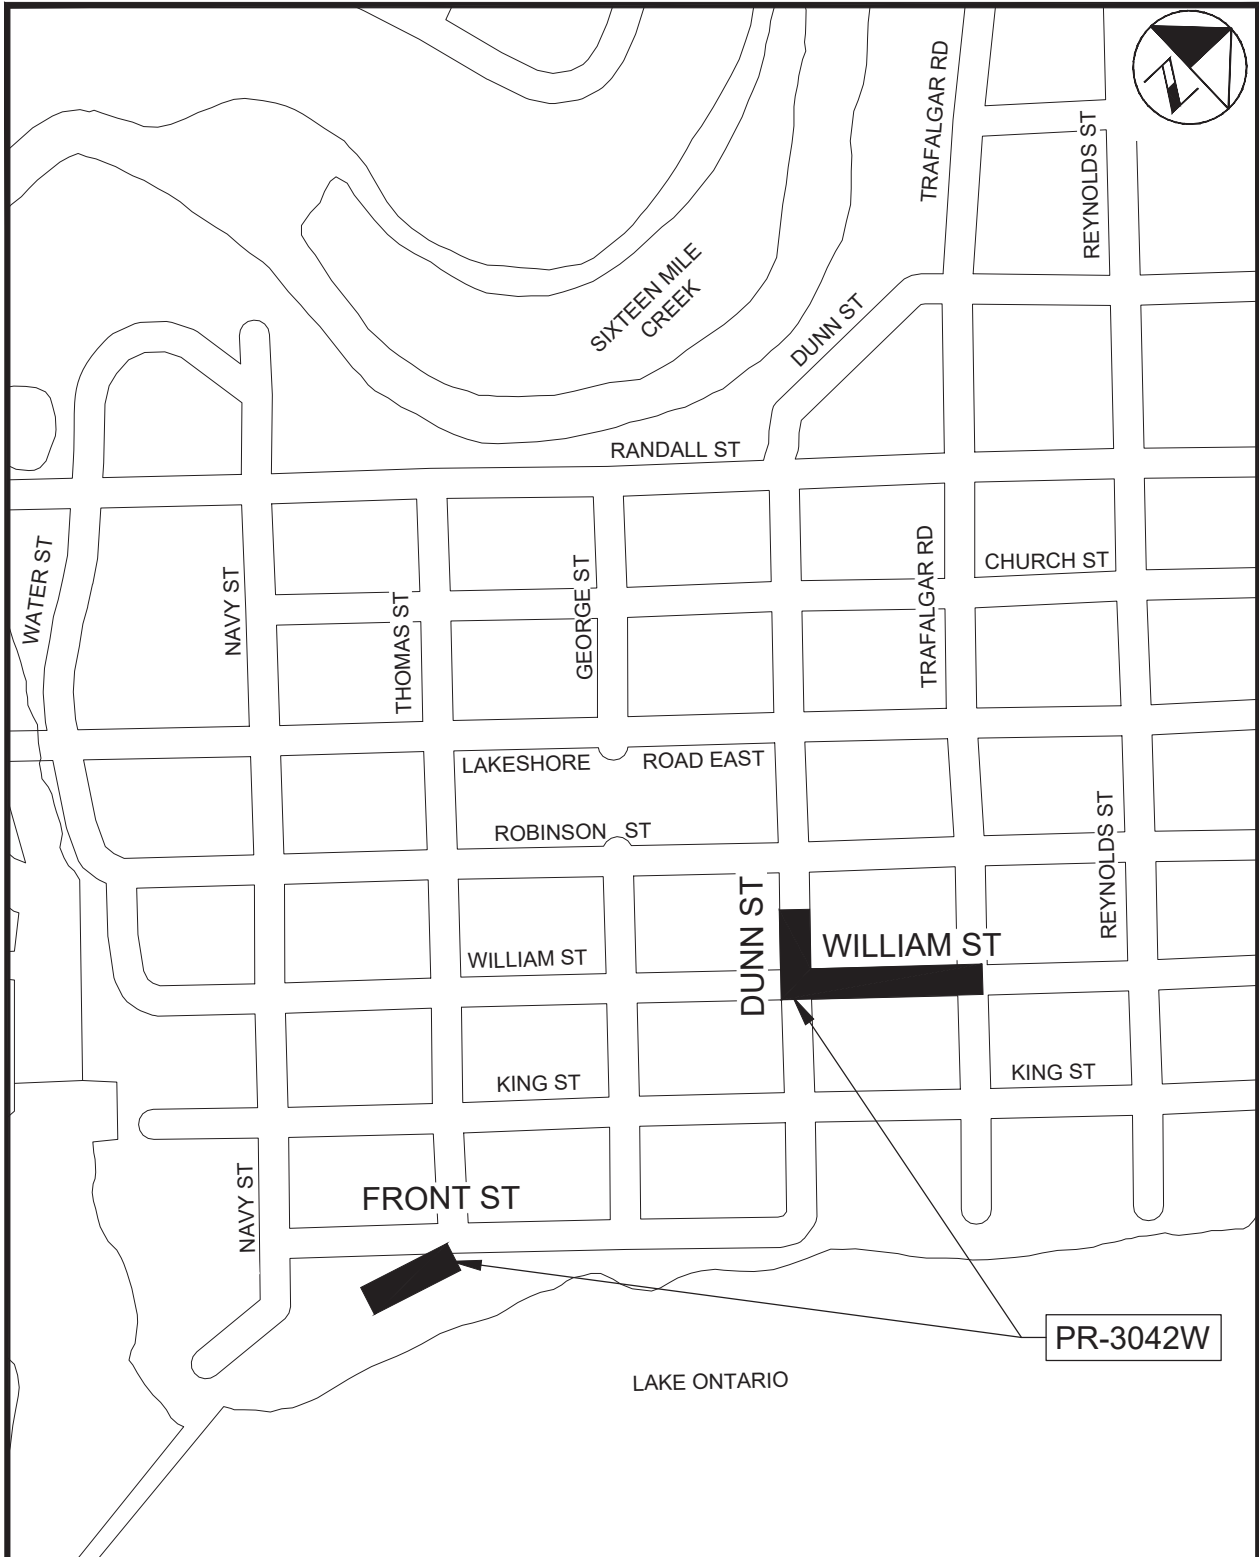 TRAFALGAR RD
REYNOLDS ST
SIXTEEN MILE
CREEK
DUNN ST
RANDALL ST
WATER ST
NAVY ST
THOMAS ST
GEORGE ST
TRAFALGAR RD
CHURCH ST
LAKESHORE ROAD EAST
ROBINSON ST
REYNOLDS ST
DUNN ST
WILLIAM ST
WILLIAM ST
KING ST
KING ST
NAVY ST
FRONT ST
PR-3042W
LAKE ONTARIO